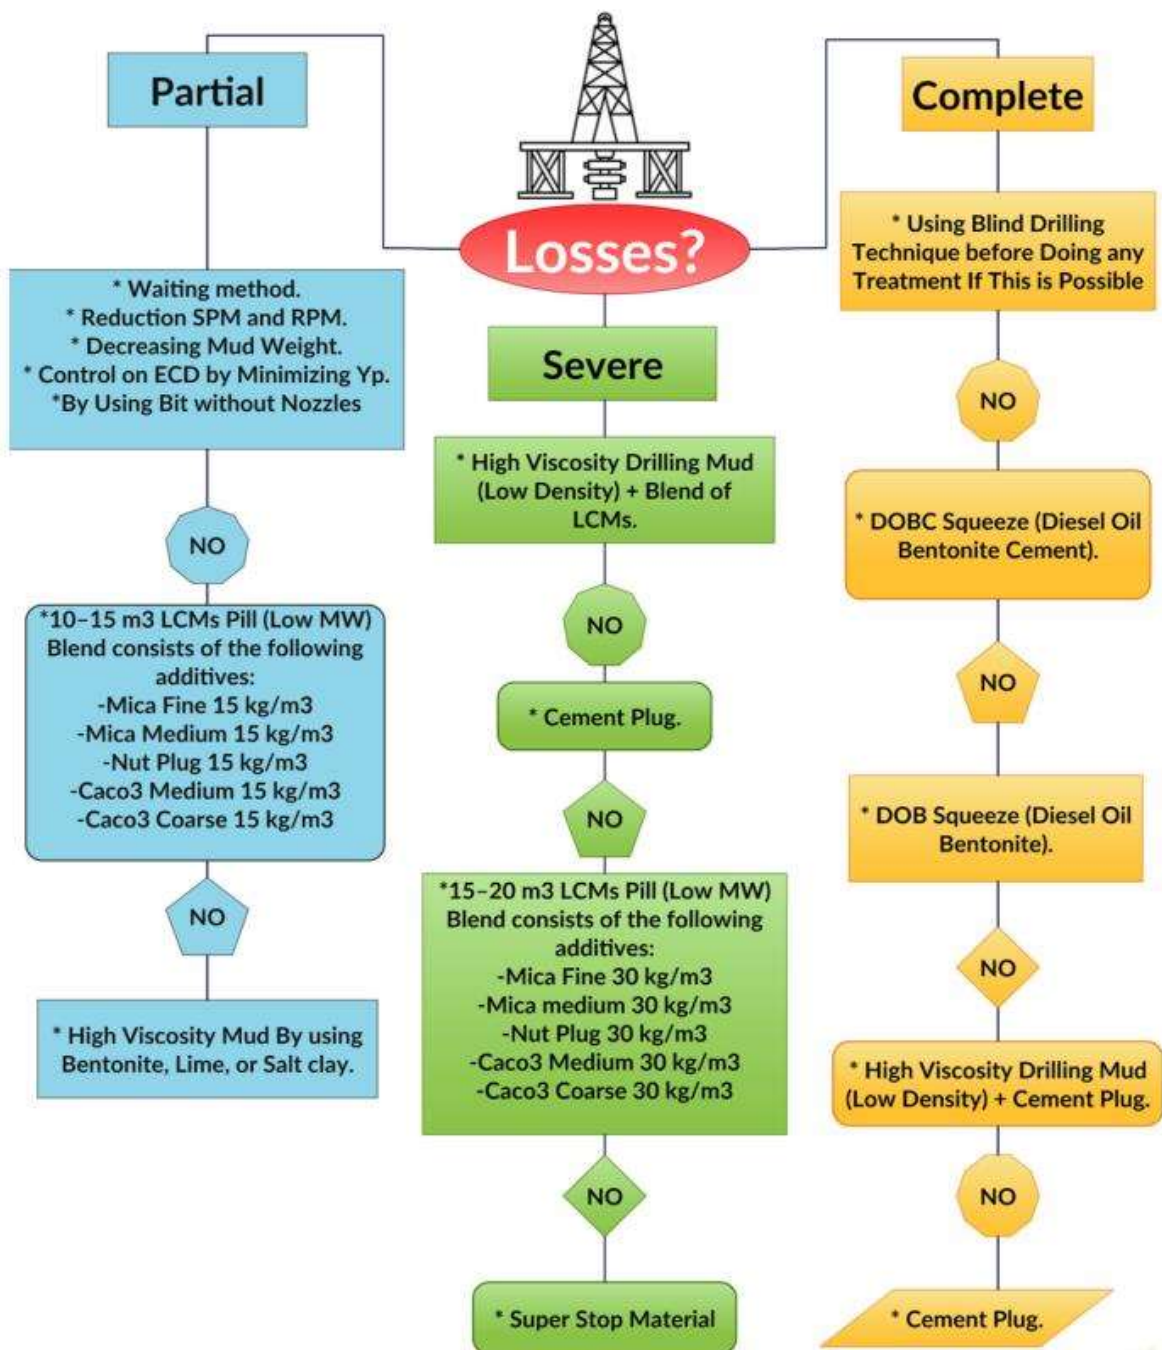 Losses?
Partial
* Waiting method.
* Reduction SPM and RPM.
* Decreasing Mud Weight.
* Control on ECD by Minimizing Yp.
*By Using Bit without Nozzles
NO
*10–15 m3 LCMs Pill (Low MW)
Blend consists of the following
additives:
-Mica Fine 15 kg/m3
-Mica Medium 15 kg/m3
-Nut Plug 15 kg/m3
-Caco3 Medium 15 kg/m3
-Caco3 Coarse 15 kg/m3
NO
* High Viscosity Mud By using
Bentonite, Lime, or Salt clay.
Severe
* High Viscosity Drilling Mud
(Low Density) + Blend of
LCMs.
NO
* Cement Plug.
NO
*15–20 m3 LCMs Pill (Low MW)
Blend consists of the following
additives:
-Mica Fine 30 kg/m3
-Mica medium 30 kg/m3
-Nut Plug 30 kg/m3
-Caco3 Medium 30 kg/m3
-Caco3 Coarse 30 kg/m3
NO
* Super Stop Material
Complete
* Using Blind Drilling
Technique before Doing any
Treatment If This is Possible
NO
* DOBC Squeeze (Diesel Oil
Bentonite Cement).
NO
* DOB Squeeze (Diesel Oil
Bentonite).
NO
* High Viscosity Drilling Mud
(Low Density) + Cement Plug.
NO
* Cement Plug.